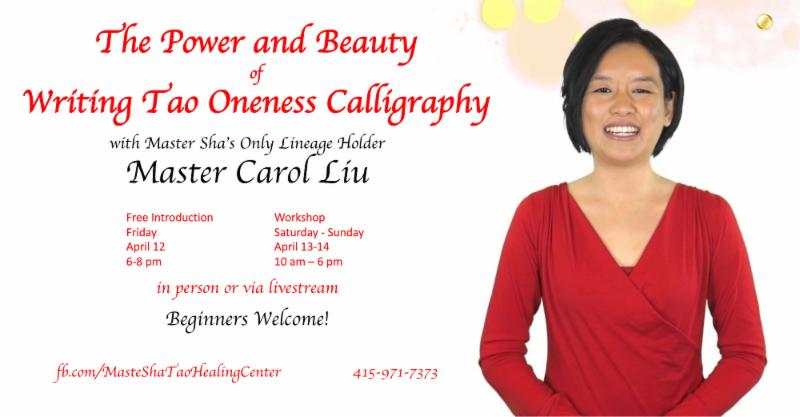 The Power and Beauty
of
Writing Tao Oneness Calligraphy
with Master Sha's Only Lineage Holder
Master Carol Liu
Free Introduction
Friday
April 12
6-8 pm
Workshop
Saturday - Sunday
April 13-14
10 am – 6 pm
in person or via livestream
Beginners Welcome!
fb.com/MasteShaTaoHealingCenter
415-971-7373